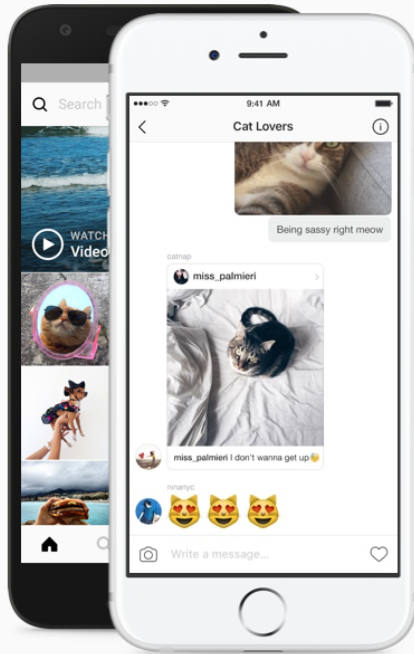 Search
WATCH
Video
9:41 AM
Cat Lovers
Being sassy right meow
catnap
miss_palmieri
miss_palmieri I don't wanna get up
ninanyc
Write a message...